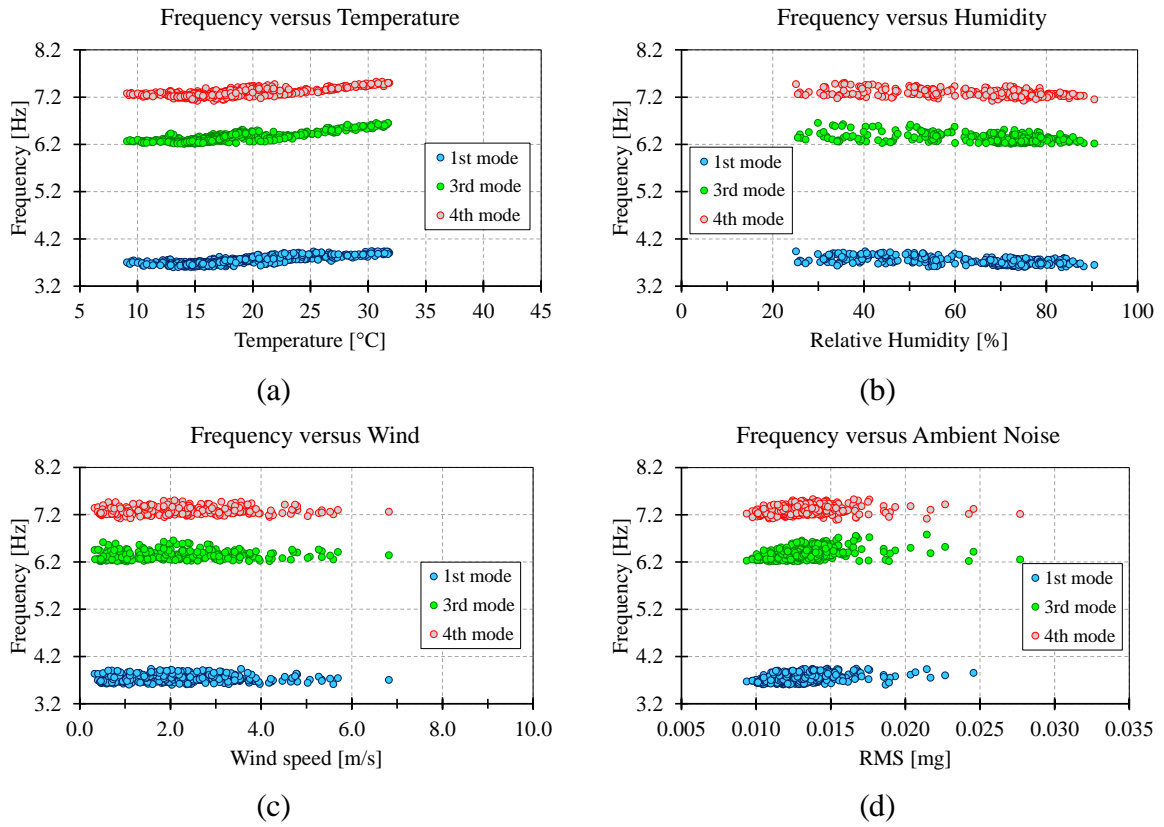 Frequency versus Temperature
8.2
7.2
6.2
5.2
4.2
3.2
Frequency [Hz]
1st mode
3rd mode
4th mode
5 10 15 20 25 30 35 40 45
Temperature [°C]
(a)
Frequency versus Humidity
8.2
7.2
6.2
5.2
4.2
3.2
Frequency [Hz]
1st mode
3rd mode
4th mode
0 20 40 60 80 100
Relative Humidity [%]
(b)
Frequency versus Wind
8.2
7.2
6.2
5.2
4.2
3.2
Frequency [Hz]
1st mode
3rd mode
4th mode
0.0 2.0 4.0 6.0 8.0 10.0
Wind speed [m/s]
(c)
Frequency versus Ambient Noise
8.2
7.2
6.2
5.2
4.2
3.2
Frequency [Hz]
1st mode
3rd mode
4th mode
0.005 0.010 0.015 0.020 0.025 0.030 0.035
RMS [mg]
(d)